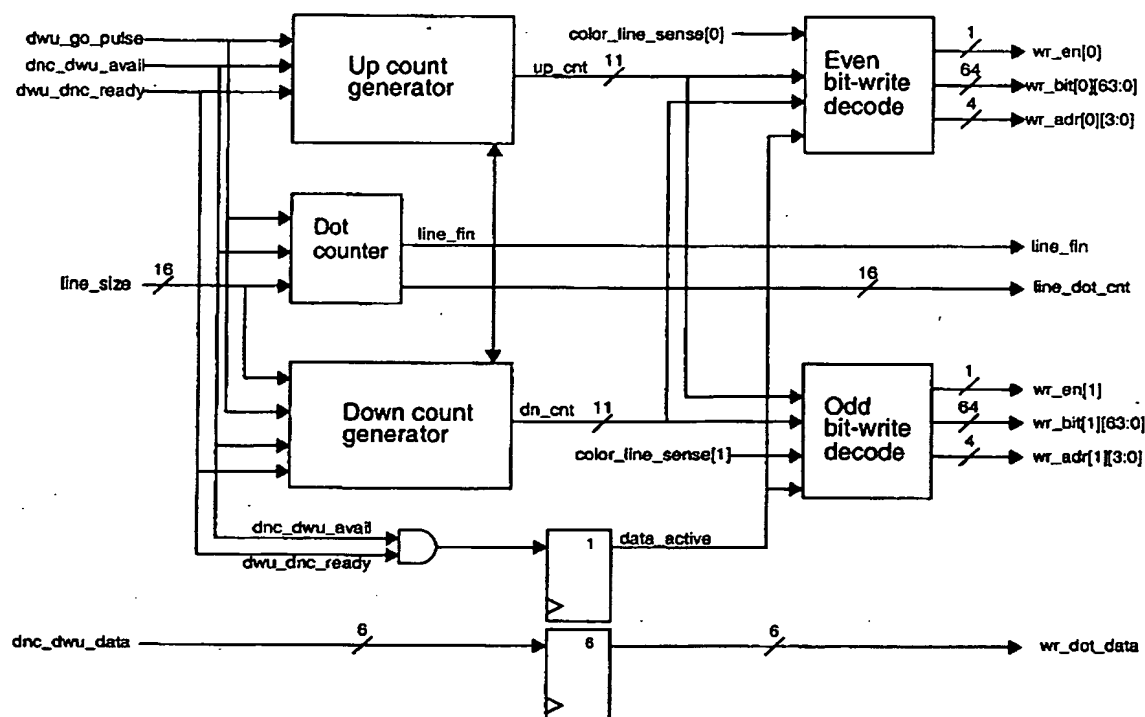 dwu_go_pulse
dnc_dwu_avail
dwu_dnc_ready
Up count
generator
up_cnt
11
color_line_sense[0]
Even
bit-write
decode
1
wr_en[0]
64
wr_bit[0][63:0]
4
wr_adr[0][3:0]
Dot
counter
line_fin
line_fin
line_size
16
16
line_dot_cnt
Down count
generator
dn_cnt
11
color_line_sense[1]
Odd
bit-write
decode
1
wr_en[1]
64
wr_bit[1][63:0]
4
wr_adr[1][3:0]
dnc_dwu_avail
dwu_dnc_ready
1
data_active
dnc_dwu_data
6
6
6
wr_dot_data